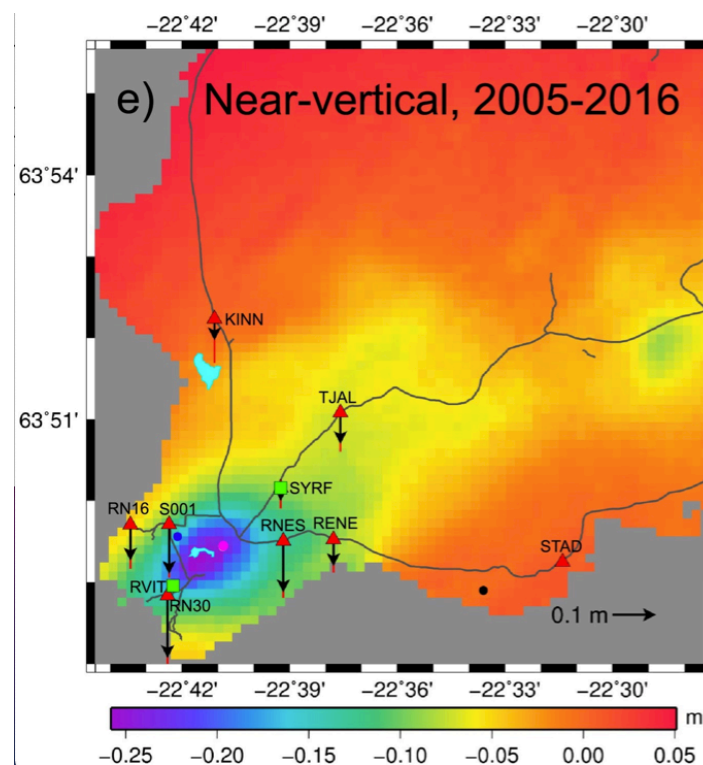 −22˚42' −22˚39' −22˚36' −22˚33' −22˚30'
e) Near-vertical, 2005-2016
63˚54'
KINN
63˚51'
TJAL
SYRF
RN16 S001
RNES RENE
STAD
RVIT
RN30
0.1 m
−22˚42' −22˚39' −22˚36' −22˚33' −22˚30'
m
−0.25 −0.20 −0.15 −0.10 −0.05 0.00 0.05